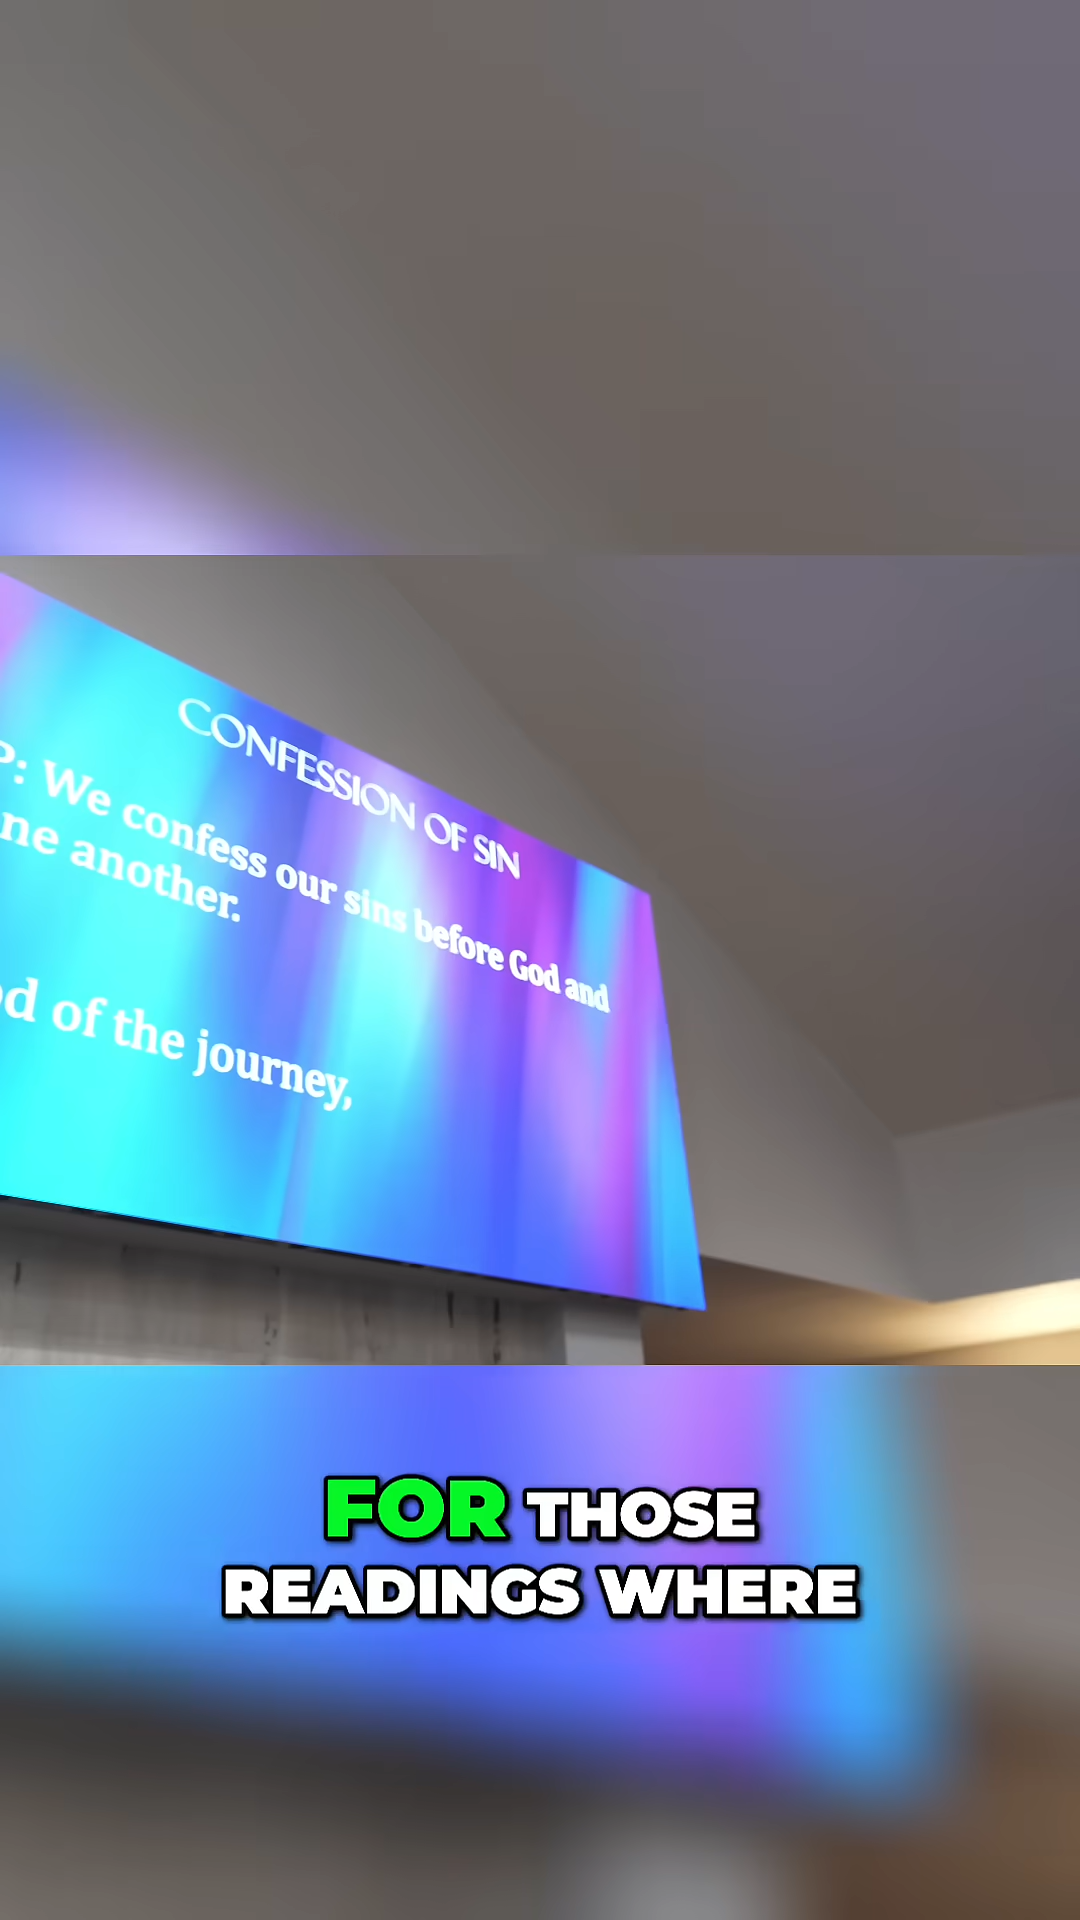 CONFESSION OF SIN
P: We confess our sins before God and
ne another.
od of the journey,
FOR THOSE
READINGS WHERE